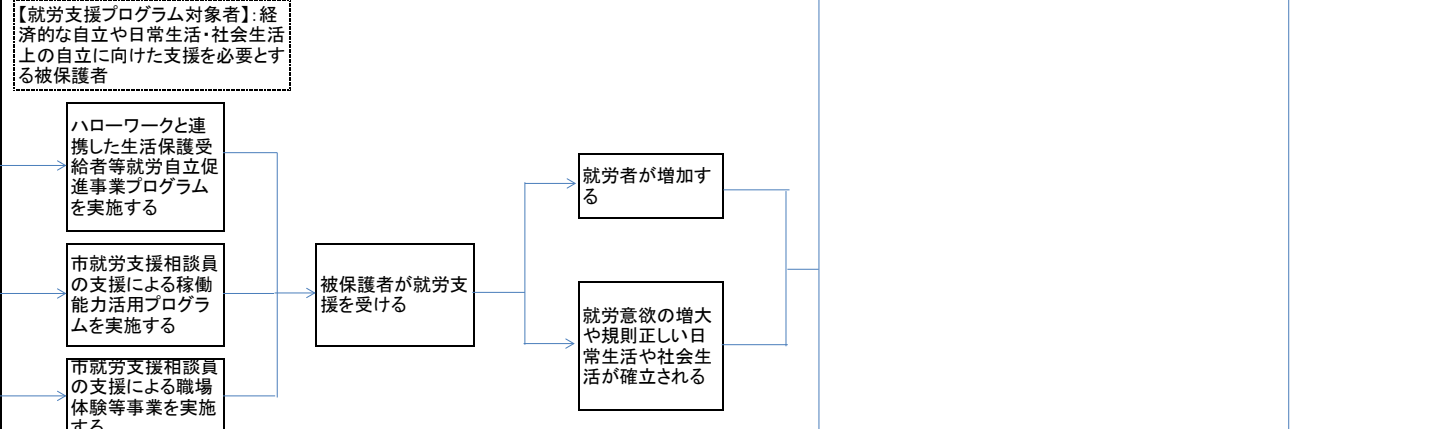 【就労支援プログラム対象者】：経
済的な自立や日常生活・社会生活
上の自立に向けた支援を必要とす
る被保護者
ハローワークと連
携した生活保護受
給者等就労自立促
進事業プログラム
を実施する
市就労支援相談員
の支援による稼働
能力活用プログラ
ムを実施する
市就労支援相談員
の支援による職場
体験等事業を実施
する
被保護者が就労支
援を受ける
就労者が増加す
る
就労意欲の増大
や規則正しい日
常生活や社会生
活が確立される